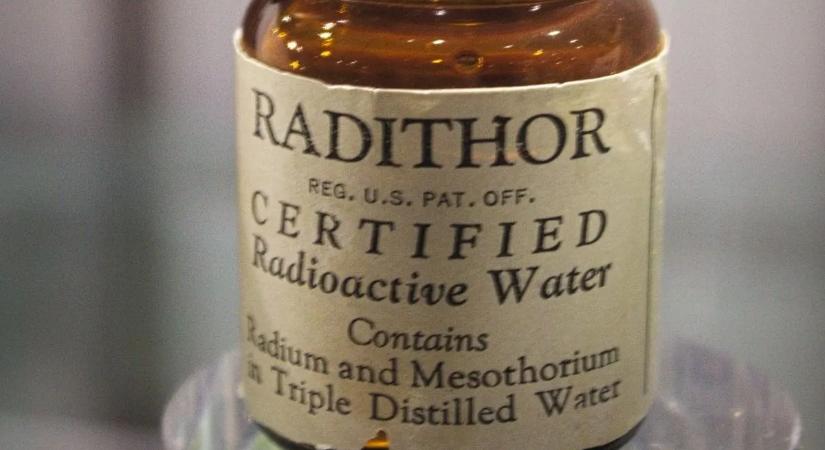 RADITHOR
REG. U.S. PAT. OFF.
CERTIFIED
Radioactive Water
Contains
Radium and Mesothorium
in Triple Distilled Water